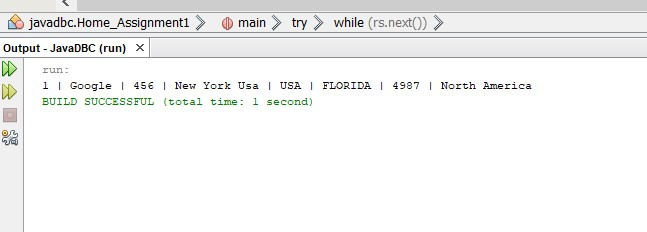 javadbc.Home_Assignment1 main try while (rs.next())
Output - JavaDBC (run)
run:
1 | Google | 456 | New York Usa | USA | FLORIDA | 4987 | North America
BUILD SUCCESSFUL (total time: 1 second)